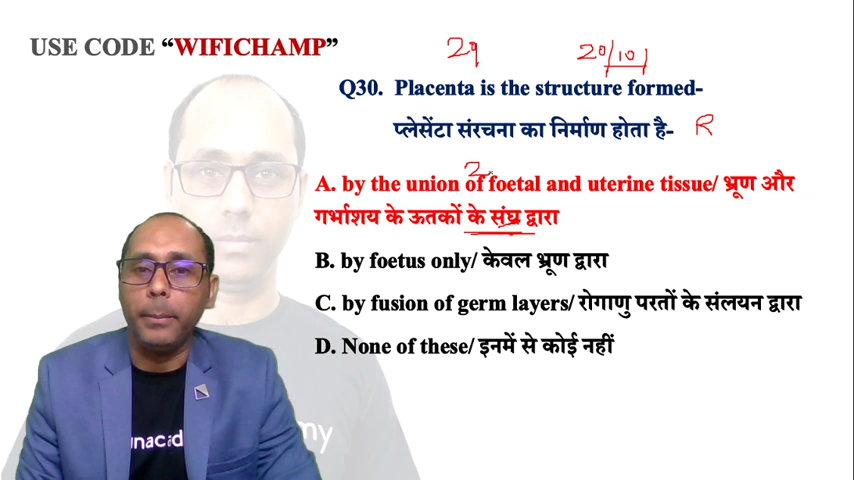 USE CODE “WIFICHAMP”
29 20/10/
Q30. Placenta is the structure formed-
प्लेसेंटा संरचना का निर्माण होता है- R
2
A. by the union of foetal and uterine tissue/ भ्रूण और
गर्भाशय के ऊतकों के संघ्र द्वारा
B. by foetus only/ केवल भ्रूण द्वारा
C. by fusion of germ layers/ रोगाणु परतों के संलयन द्वारा
D. None of these/ इनमें से कोई नहीं
unacad
my